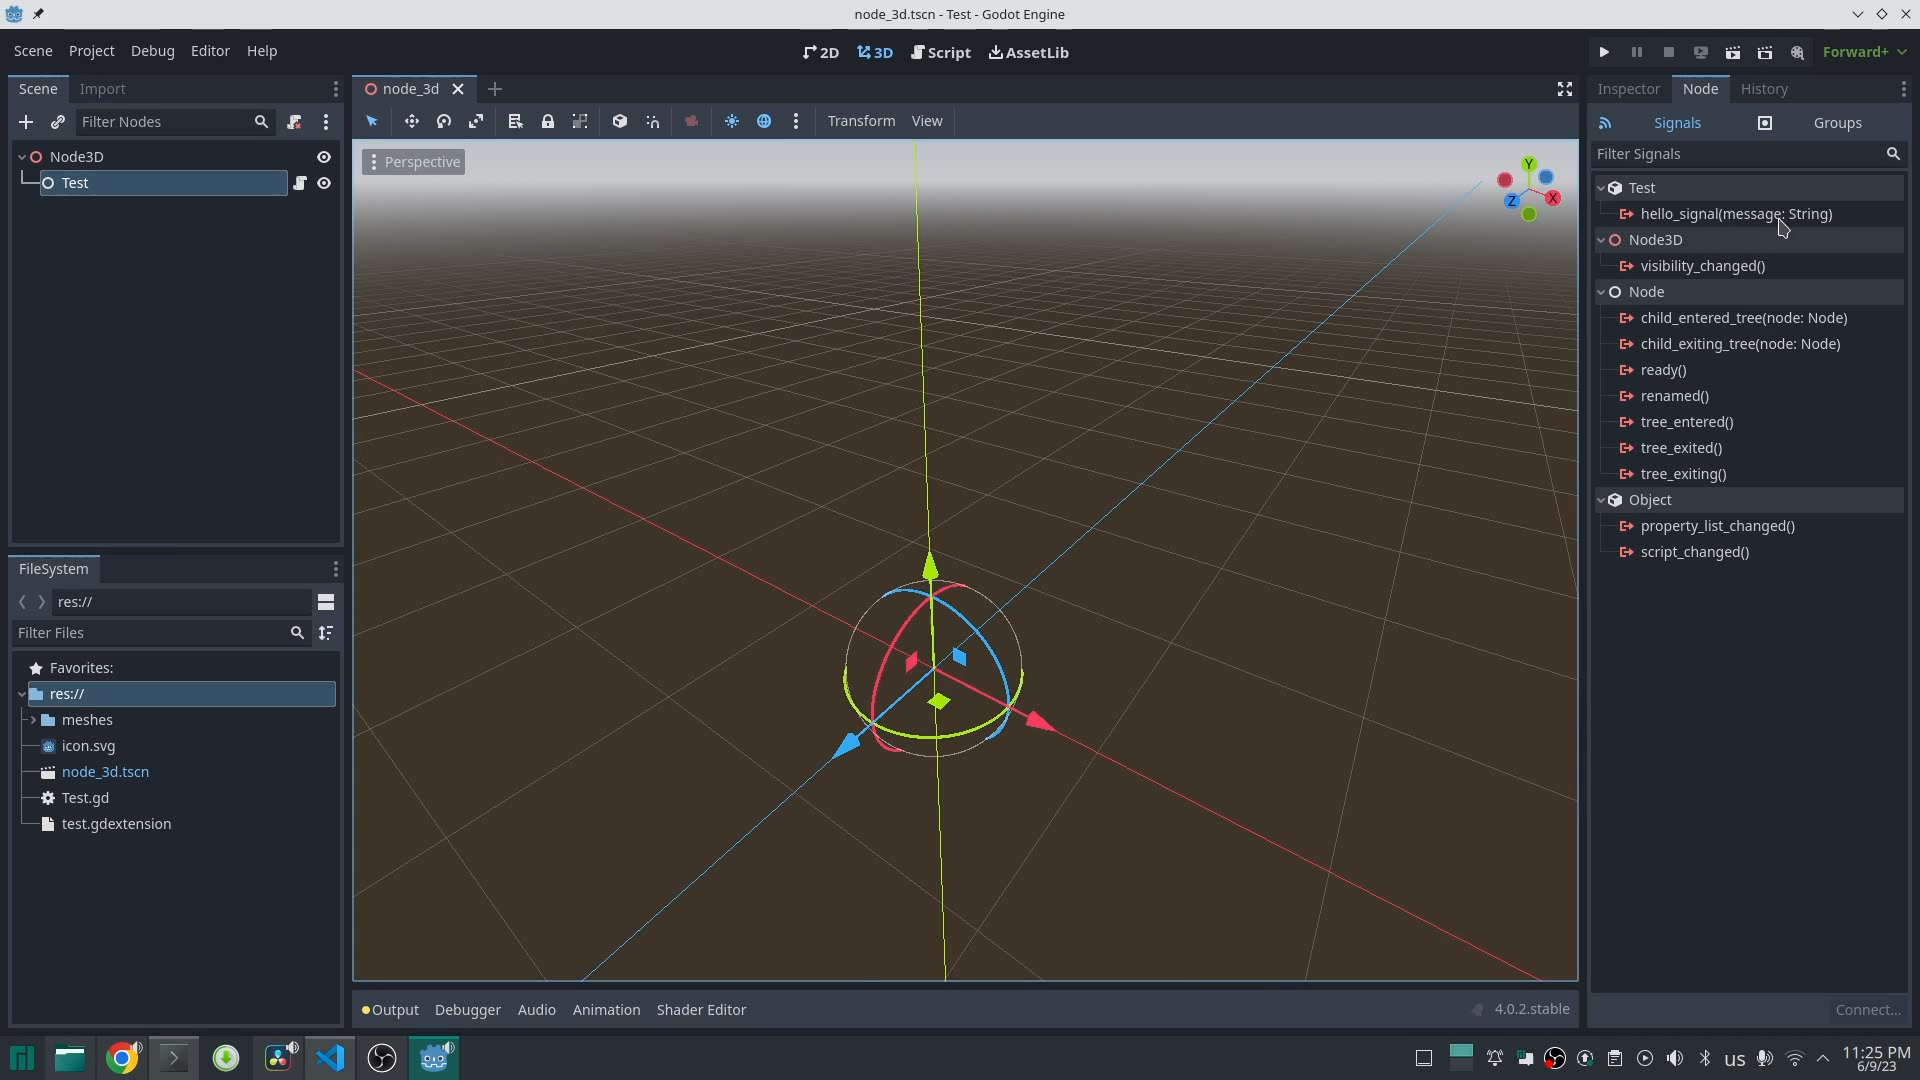 node_3d.tscn - Test - Godot Engine
Scene Project Debug Editor Help
2D 3D Script AssetLib
Forward+
Scene Import
node_3d
Inspector Node History
Filter Nodes
Transform View
Signals Groups
Filter Signals
Node3D
Test
Perspective
Y
X
Z
Test
hello_signal(message: String)
Node3D
visibility_changed()
Node
child_entered_tree(node: Node)
child_exiting_tree(node: Node)
ready()
renamed()
tree_entered()
tree_exited()
tree_exiting()
Object
property_list_changed()
script_changed()
FileSystem
res://
Filter Files
Favorites:
res://
meshes
icon.svg
node_3d.tscn
Test.gd
test.gdextension
Output Debugger Audio Animation Shader Editor
4.0.2.stable
Connect...
us
11:25 PM
6/9/23